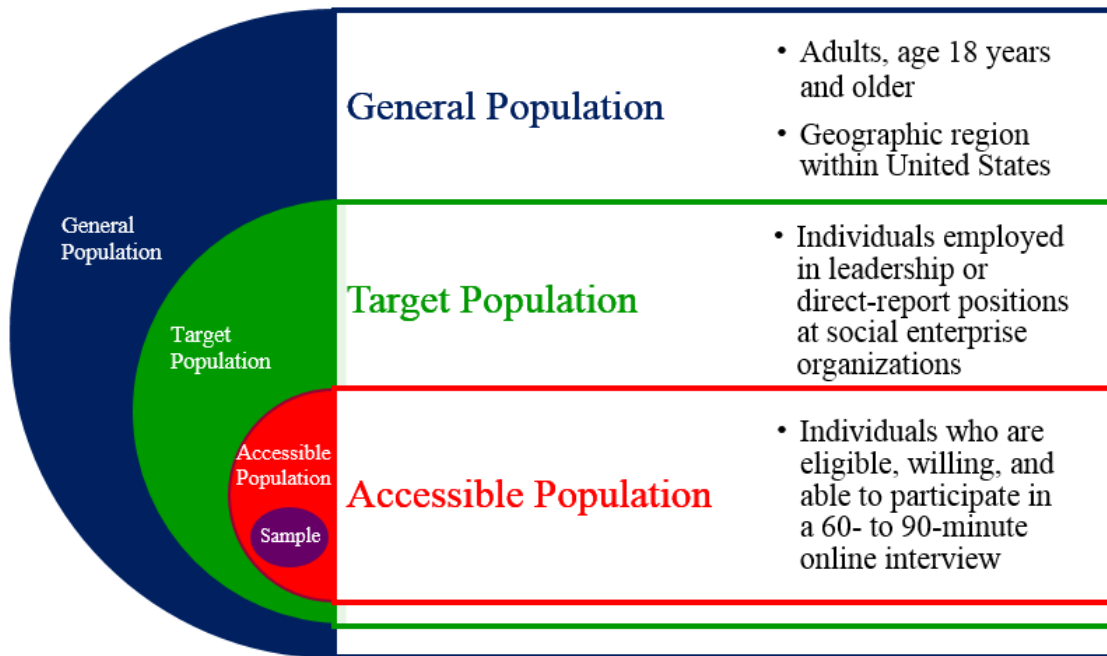 General
Population
Target
Population
Accessible
Population
Sample
General Population
• Adults, age 18 years
and older
• Geographic region
within United States
Target Population
• Individuals employed
in leadership or
direct-report positions
at social enterprise
organizations
Accessible Population
• Individuals who are
eligible, willing, and
able to participate in
a 60- to 90-minute
online interview